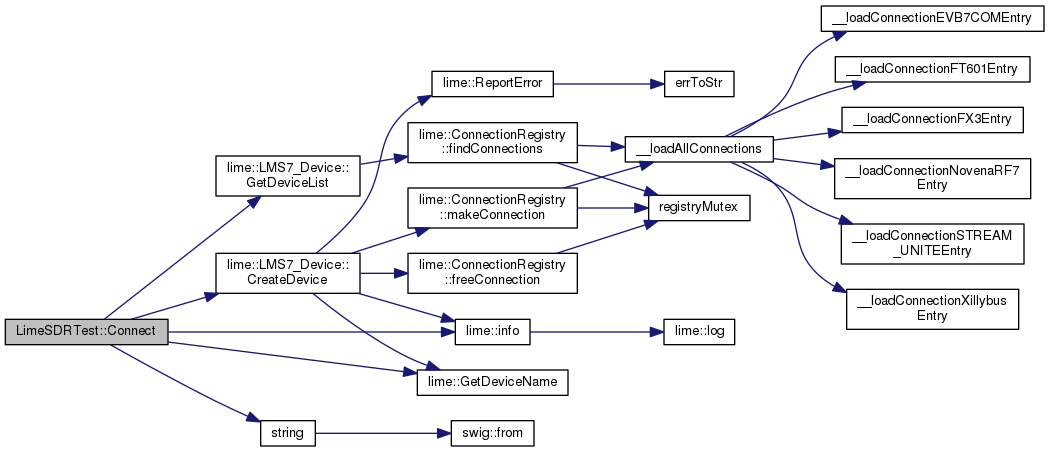 __loadConnectionEVB7COMEntry
__loadConnectionFT601Entry
lime::ReportError
errToStr
__loadConnectionFX3Entry
lime::ConnectionRegistry
::findConnections
__loadAllConnections
lime::LMS7_Device::
GetDeviceList
__loadConnectionNovenaRF7
Entry
lime::ConnectionRegistry
::makeConnection
registryMutex
__loadConnectionSTREAM
_UNITEEntry
lime::LMS7_Device::
CreateDevice
lime::ConnectionRegistry
::freeConnection
__loadConnectionXillybus
Entry
LimeSDRTest::Connect
lime::info
lime::log
lime::GetDeviceName
string
swig::from